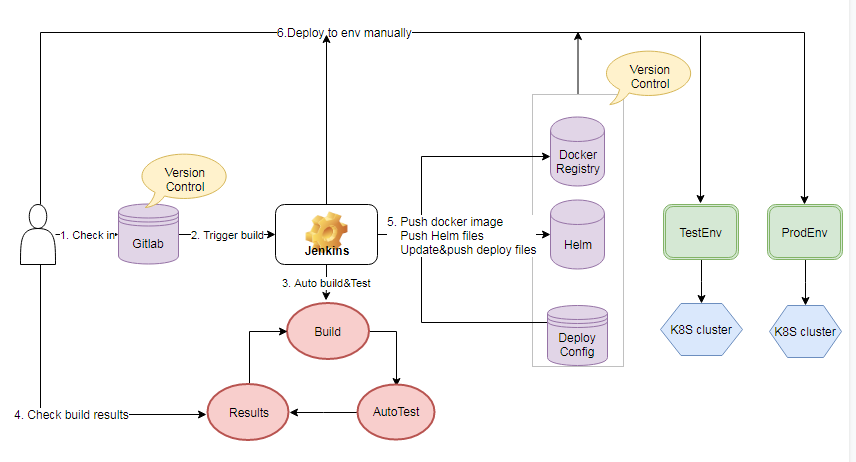 6.Deploy to env manually
Version
Control
Docker
Registry
Version
Control
Gitlab
1. Check in
2. Trigger build
Jenkins
5. Push docker image
Push Helm files
Update&push deploy files
Helm
TestEnv
ProdEnv
3. Auto build&Test
Build
Deploy
Config
K8S cluster
K8S cluster
4. Check build results
Results
AutoTest